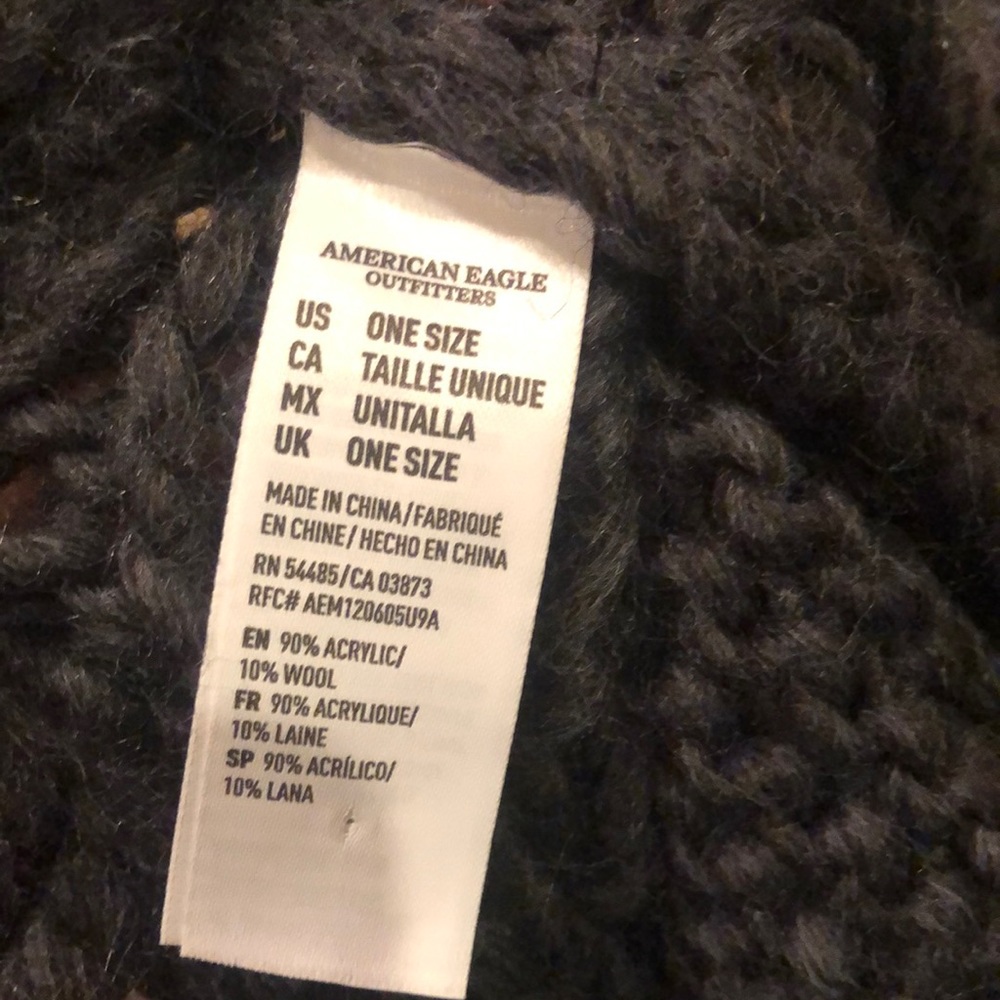 AMERICAN EAGLE
OUTFITTERS
US ONE SIZE
CA TAILLE UNIQUE
MX UNITALLA
UK ONE SIZE
MADE IN CHINA/FABRIQUÉ
EN CHINE/HECHO EN CHINA
RN 54485/CA 03873
RFC# AEM120605U9A
EN 90% ACRYLIC/
10% WOOL
FR 90% ACRYLIQUE/
10% LAINE
SP 90% ACRÍLICO/
10% LANA